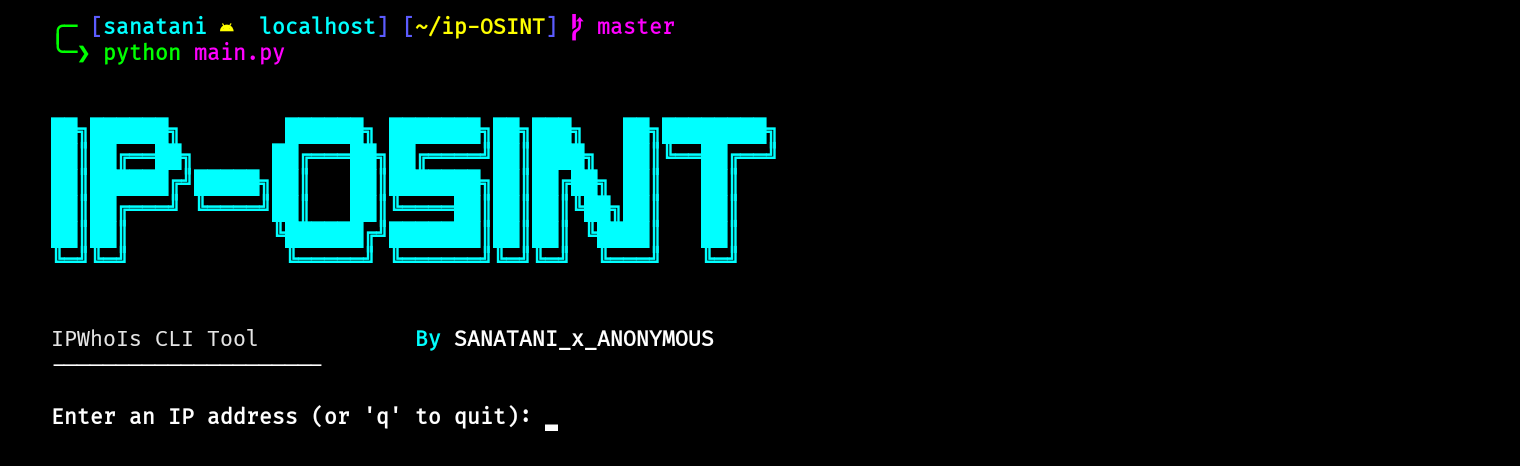 [sanatani localhost] [~/ip-OSINT] master
python main.py
IP-OSINT
IPWhoIs CLI Tool By SANATANI_x_ANONYMOUS
Enter an IP address (or 'q' to quit):